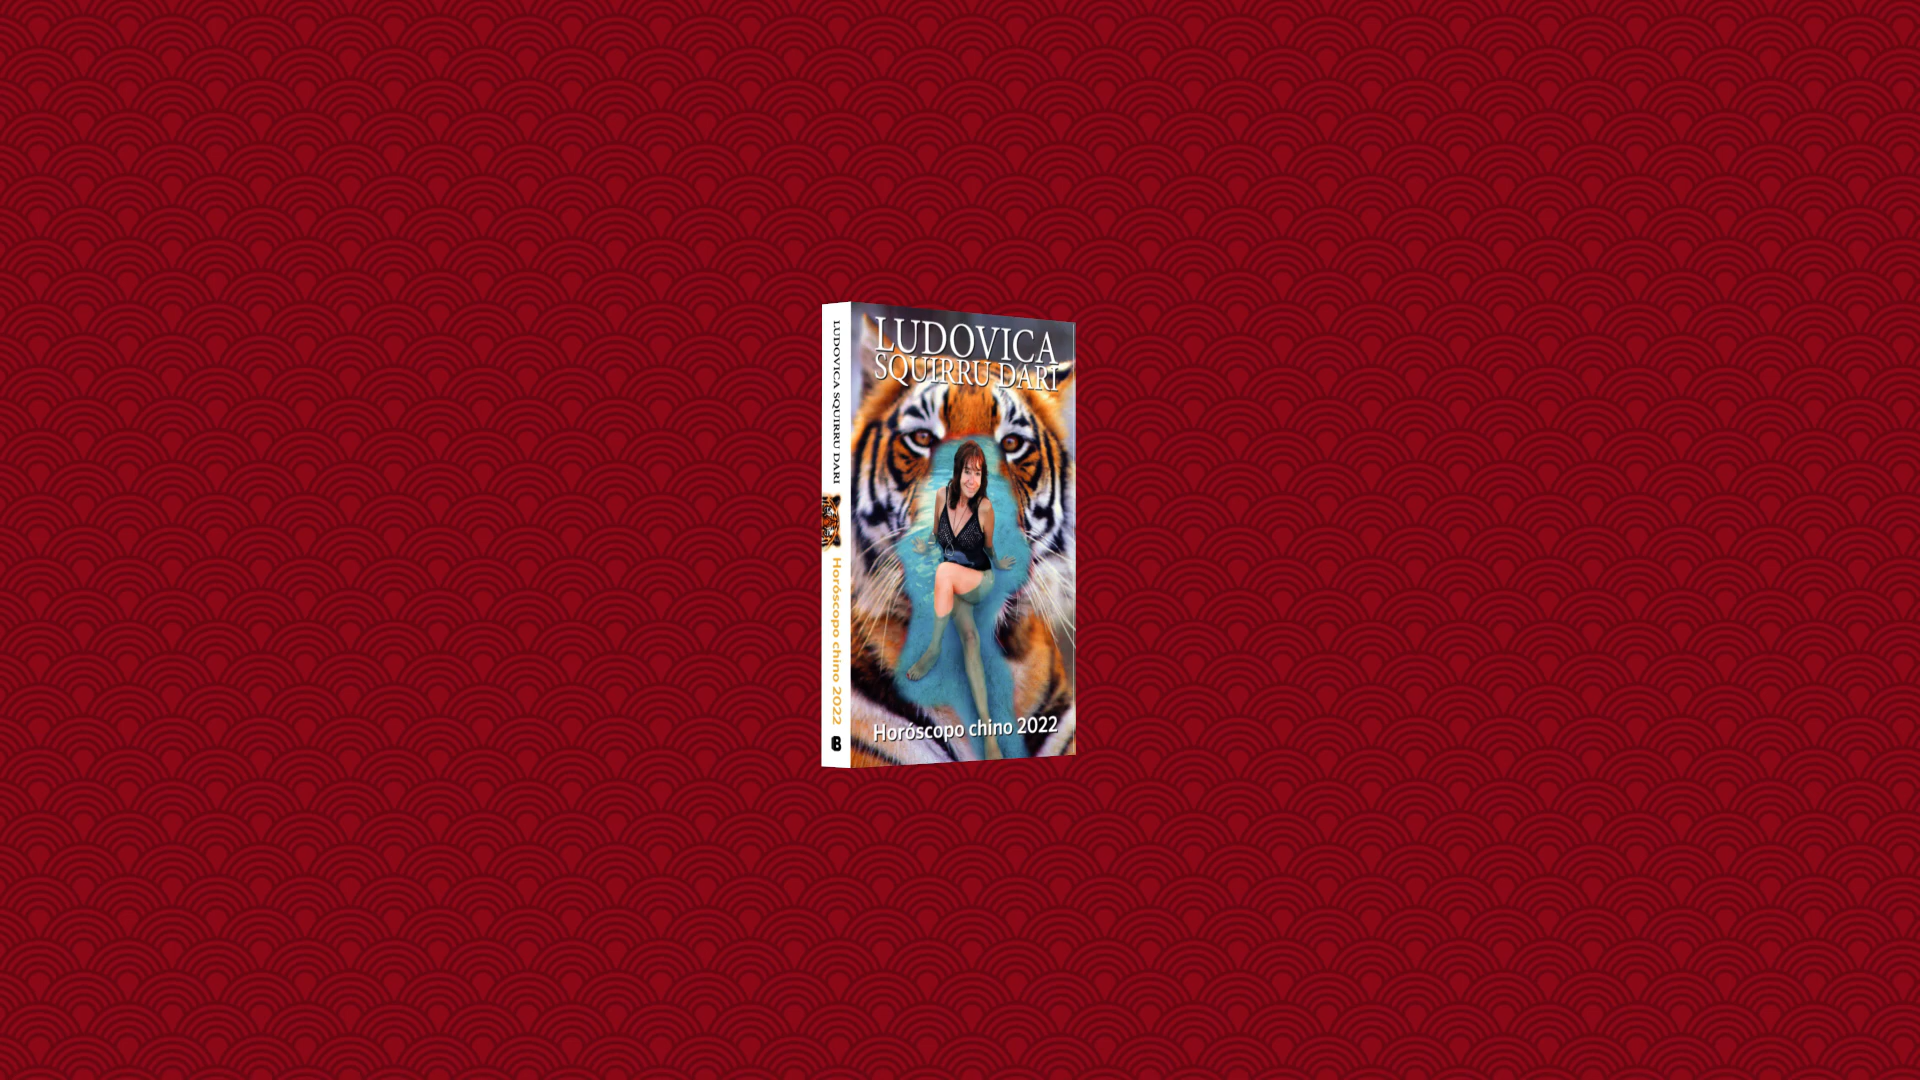 LUDOVICA SQUIRRU DARI
Horóscopo chino 2022
B
LUDOVICA
SQUIRRU DARI
Horóscopo chino 2022